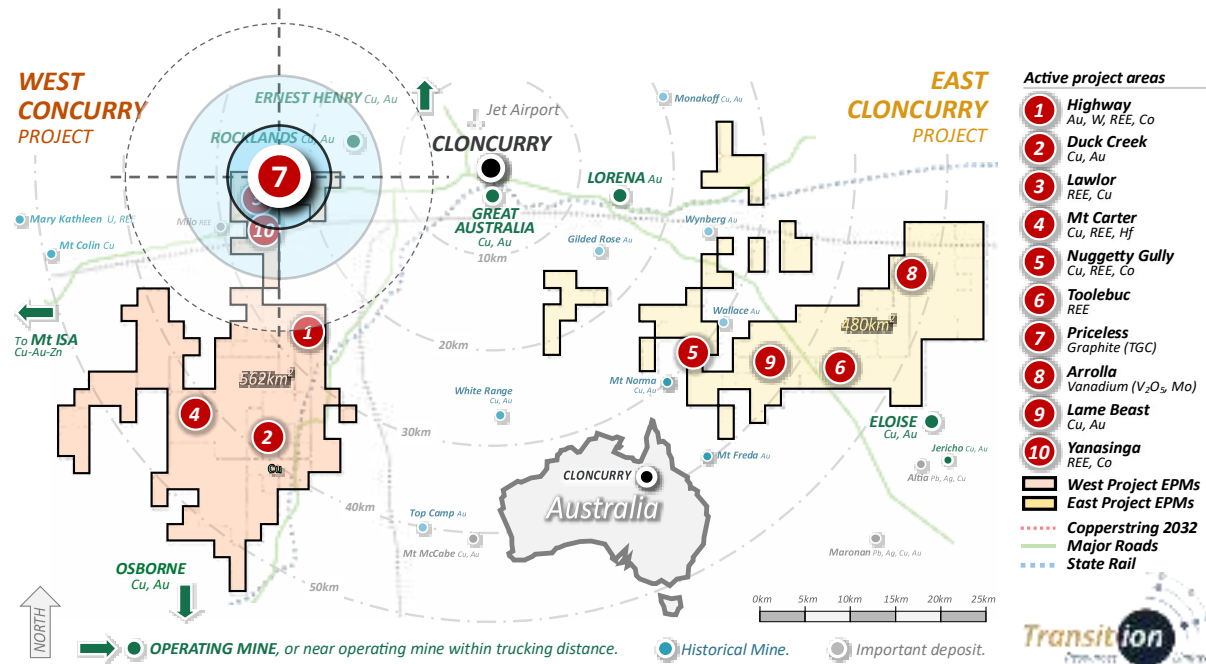 WEST
CONCURRY
PROJECT
ERNEST HENRY Cu, Au
ROCKLANDS Cu, Au
Jet Airport
CLONCURRY
Monakoff Cu, Au
EAST
CLONCURRY
PROJECT
7
3
10
Milo REE
Mary Kathleen U, REE
Mt Colin Cu
GREAT
AUSTRALIA
Cu, Au
LORENA Au
Gilded Rose Au
Wynberg Au
10km
8
To Mt ISA
Cu-Au-Zn
1
562km²
4
2
Cu
20km
White Range
Cu, Au
30km
Wallace Au
480km²
5
9
6
Mt Norma
Cu, Au
ELOISE
Cu, Au
Jericho Cu, Au
Altia Pb, Ag, Cu
Mt Freda Au
CLONCURRY
Australia
40km
Top Camp Au
Mt McCabe Cu, Au
Maronan Pb, Ag, Cu, Au
OSBORNE
Cu, Au
50km
0km 5km 10km 15km 20km 25km
NORTH
OPERATING MINE, or near operating mine within trucking distance.
Historical Mine.
Important deposit.
Active project areas
1 Highway
Au, W, REE, Co
2 Duck Creek
Cu, Au
3 Lawlor
REE, Cu
4 Mt Carter
Cu, REE, Hf
5 Nuggetty Gully
Cu, REE, Co
6 Toolebuc
REE
7 Priceless
Graphite (TGC)
8 Arrolla
Vanadium (V₂O₅, Mo)
9 Lame Beast
Cu, Au
10 Yanasinga
REE, Co
West Project EPMs
East Project EPMs
Copperstring 2032
Major Roads
State Rail
Transition